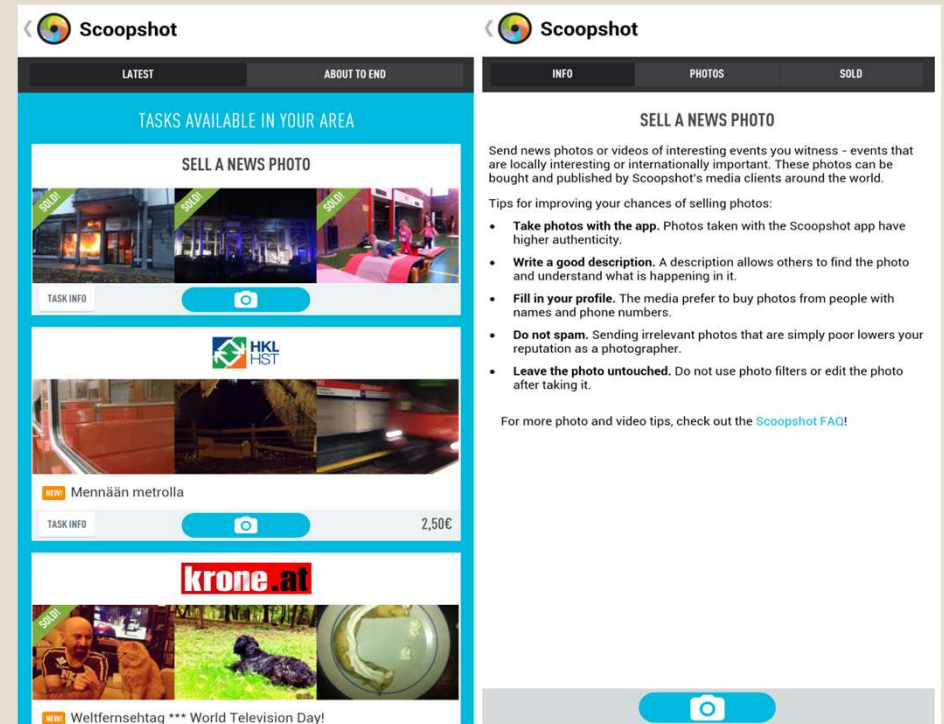 Scoopshot
LATEST
ABOUT TO END
TASKS AVAILABLE IN YOUR AREA
SELL A NEWS PHOTO
SOLD!
SOLD!
SOLD!
TASK INFO
HKL
HST
NEW! Mennään metrolla
TASK INFO
2,50€
krone.at
SOLD!
NEW! Weltfernsehtag *** World Television Day!
Scoopshot
INFO
PHOTOS
SOLD
SELL A NEWS PHOTO
Send news photos or videos of interesting events you witness - events that
are locally interesting or internationally important. These photos can be
bought and published by Scoopshot's media clients around the world.
Tips for improving your chances of selling photos:
• Take photos with the app. Photos taken with the Scoopshot app have
higher authenticity.
• Write a good description. A description allows others to find the photo
and understand what is happening in it.
• Fill in your profile. The media prefer to buy photos from people with
names and phone numbers.
• Do not spam. Sending irrelevant photos that are simply poor lowers your
reputation as a photographer.
• Leave the photo untouched. Do not use photo filters or edit the photo
after taking it.
For more photo and video tips, check out the Scoopshot FAQ!